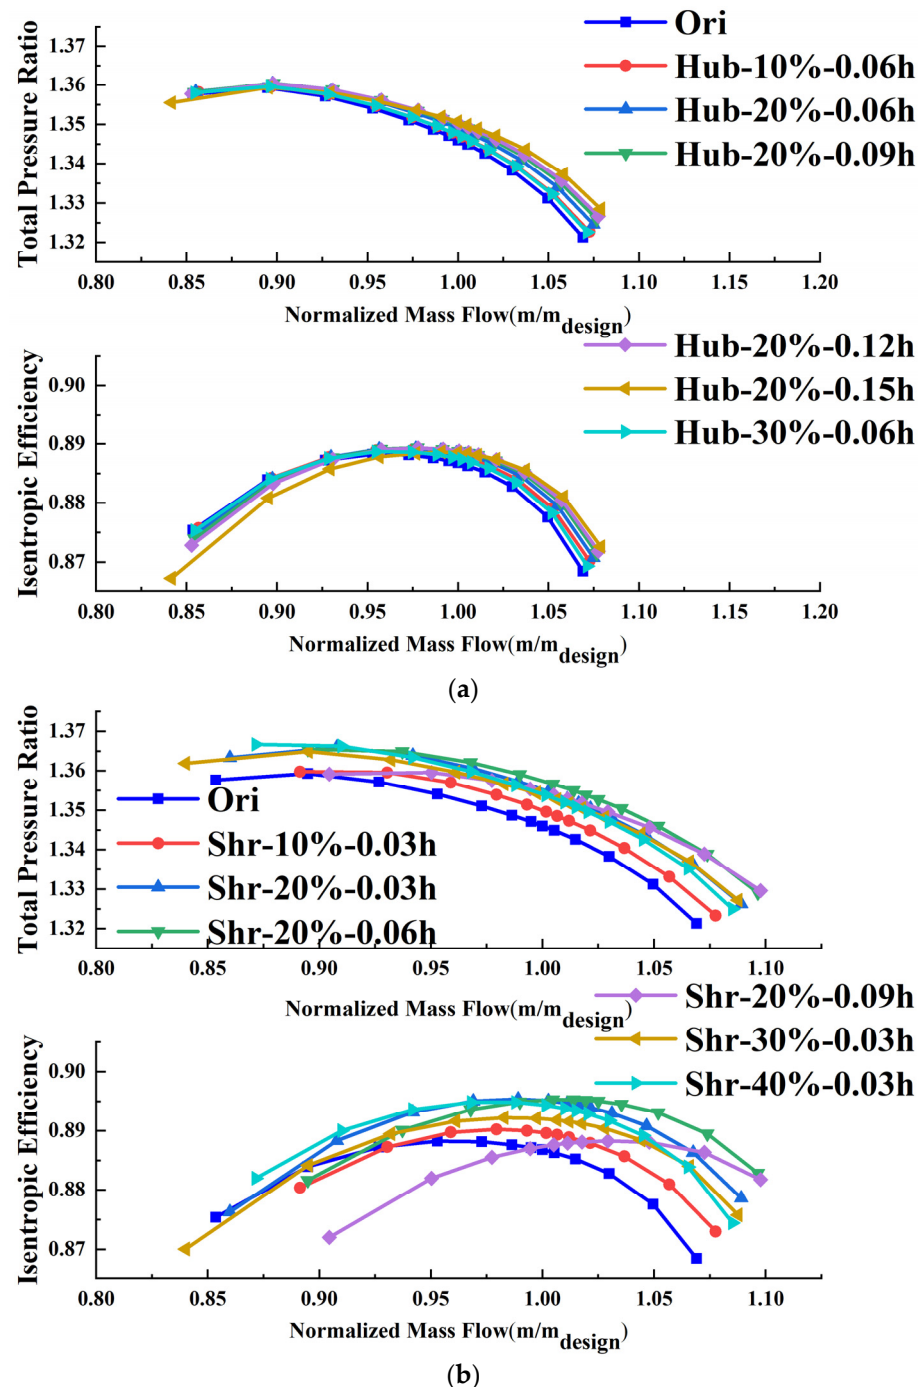 Total Pressure Ratio
1.37
1.36
1.35
1.34
1.33
1.32
0.80 0.85 0.90 0.95 1.00 1.05 1.10 1.15 1.20
Normalized Mass Flow(m/m_design)
Ori
Hub-10%-0.06h
Hub-20%-0.06h
Hub-20%-0.09h
Isentropic Efficiency
0.90
0.89
0.88
0.87
0.80 0.85 0.90 0.95 1.00 1.05 1.10 1.15 1.20
Normalized Mass Flow(m/m_design)
Hub-20%-0.12h
Hub-20%-0.15h
Hub-30%-0.06h
(a)
Total Pressure Ratio
1.37
1.36
1.35
1.34
1.33
1.32
0.80 0.85 0.90 0.95 1.00 1.05 1.10
Normalized Mass Flow(m/m_design)
Ori
Shr-10%-0.03h
Shr-20%-0.03h
Shr-20%-0.06h
Isentropic Efficiency
0.90
0.89
0.88
0.87
0.80 0.85 0.90 0.95 1.00 1.05 1.10
Normalized Mass Flow(m/m_design)
Shr-20%-0.09h
Shr-30%-0.03h
Shr-40%-0.03h
(b)